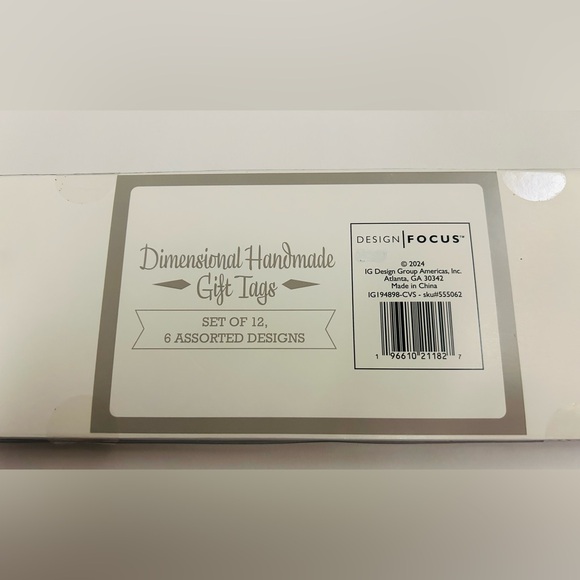 Dimensional Handmade
Gift Tags
SET OF 12,
6 ASSORTED DESIGNS
DESIGN|FOCUS™
© 2024
IG Design Group Americas, Inc.
Atlanta, GA 30342
Made in China
IG194898-CVS - sku#555062
1 96610 21182 7